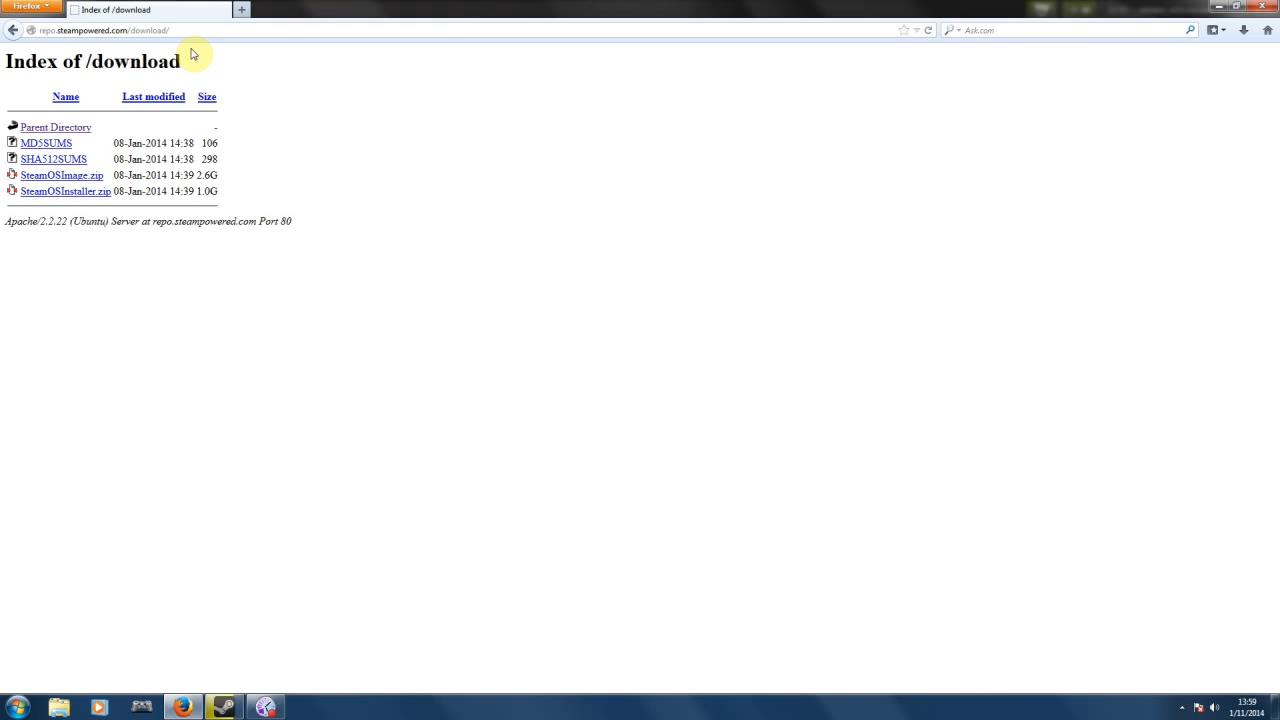 Firefox
Index of /download
repo.steampowered.com/download/
Ask.com
Index of /download
Name Last modified Size
Parent Directory -
MD5SUMS 08-Jan-2014 14:38 106
SHA512SUMS 08-Jan-2014 14:38 298
SteamOSImage.zip 08-Jan-2014 14:39 2.6G
SteamOSInstaller.zip 08-Jan-2014 14:39 1.0G
Apache/2.2.22 (Ubuntu) Server at repo.steampowered.com Port 80
13:59
1/11/2014